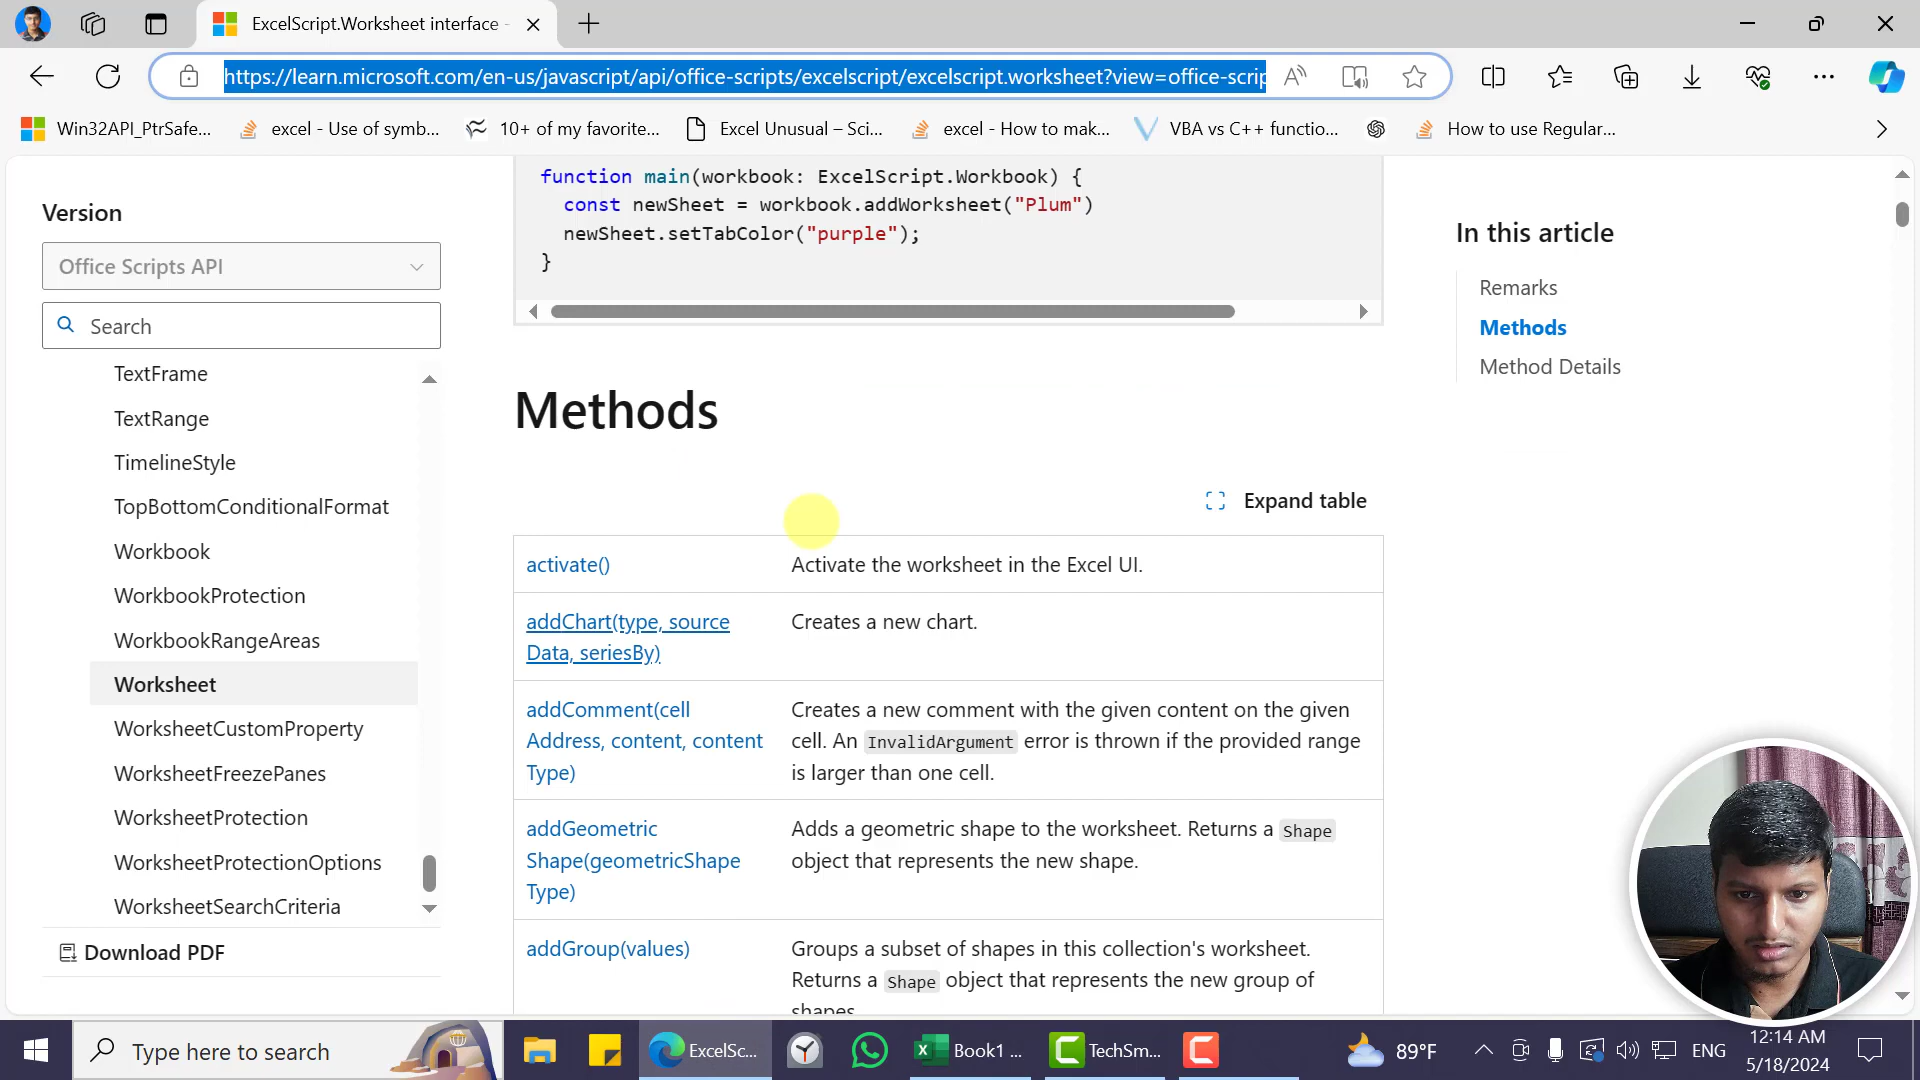 ExcelScript.Worksheet interface -
https://learn.microsoft.com/en-us/javascript/api/office-scripts/excelscript/excelscript.worksheet?view=office-scrip
Win32API_PtrSafe...
excel - Use of symb...
10+ of my favorite...
Excel Unusual – Sci...
excel - How to mak...
VBA vs C++ functio...
How to use Regular...
Version
Office Scripts API
Search
TextFrame
TextRange
TimelineStyle
TopBottomConditionalFormat
Workbook
WorkbookProtection
WorkbookRangeAreas
Worksheet
WorksheetCustomProperty
WorksheetFreezePanes
WorksheetProtection
WorksheetProtectionOptions
WorksheetSearchCriteria
Download PDF
function main(workbook: ExcelScript.Workbook) {
const newSheet = workbook.addWorksheet("Plum")
newSheet.setTabColor("purple");
}
Methods
Expand table
activate()
Activate the worksheet in the Excel UI.
addChart(type, source
Data, seriesBy)
Creates a new chart.
addComment(cell
Address, content, content
Type)
Creates a new comment with the given content on the given
cell. An InvalidArgument error is thrown if the provided range
is larger than one cell.
addGeometric
Shape(geometricShape
Type)
Adds a geometric shape to the worksheet. Returns a Shape
object that represents the new shape.
addGroup(values)
Groups a subset of shapes in this collection's worksheet.
Returns a Shape object that represents the new group of
shapes.
In this article
Remarks
Methods
Method Details
Type here to search
ExcelSc...
Book1 ...
TechSm...
89°F
ENG
12:14 AM
5/18/2024